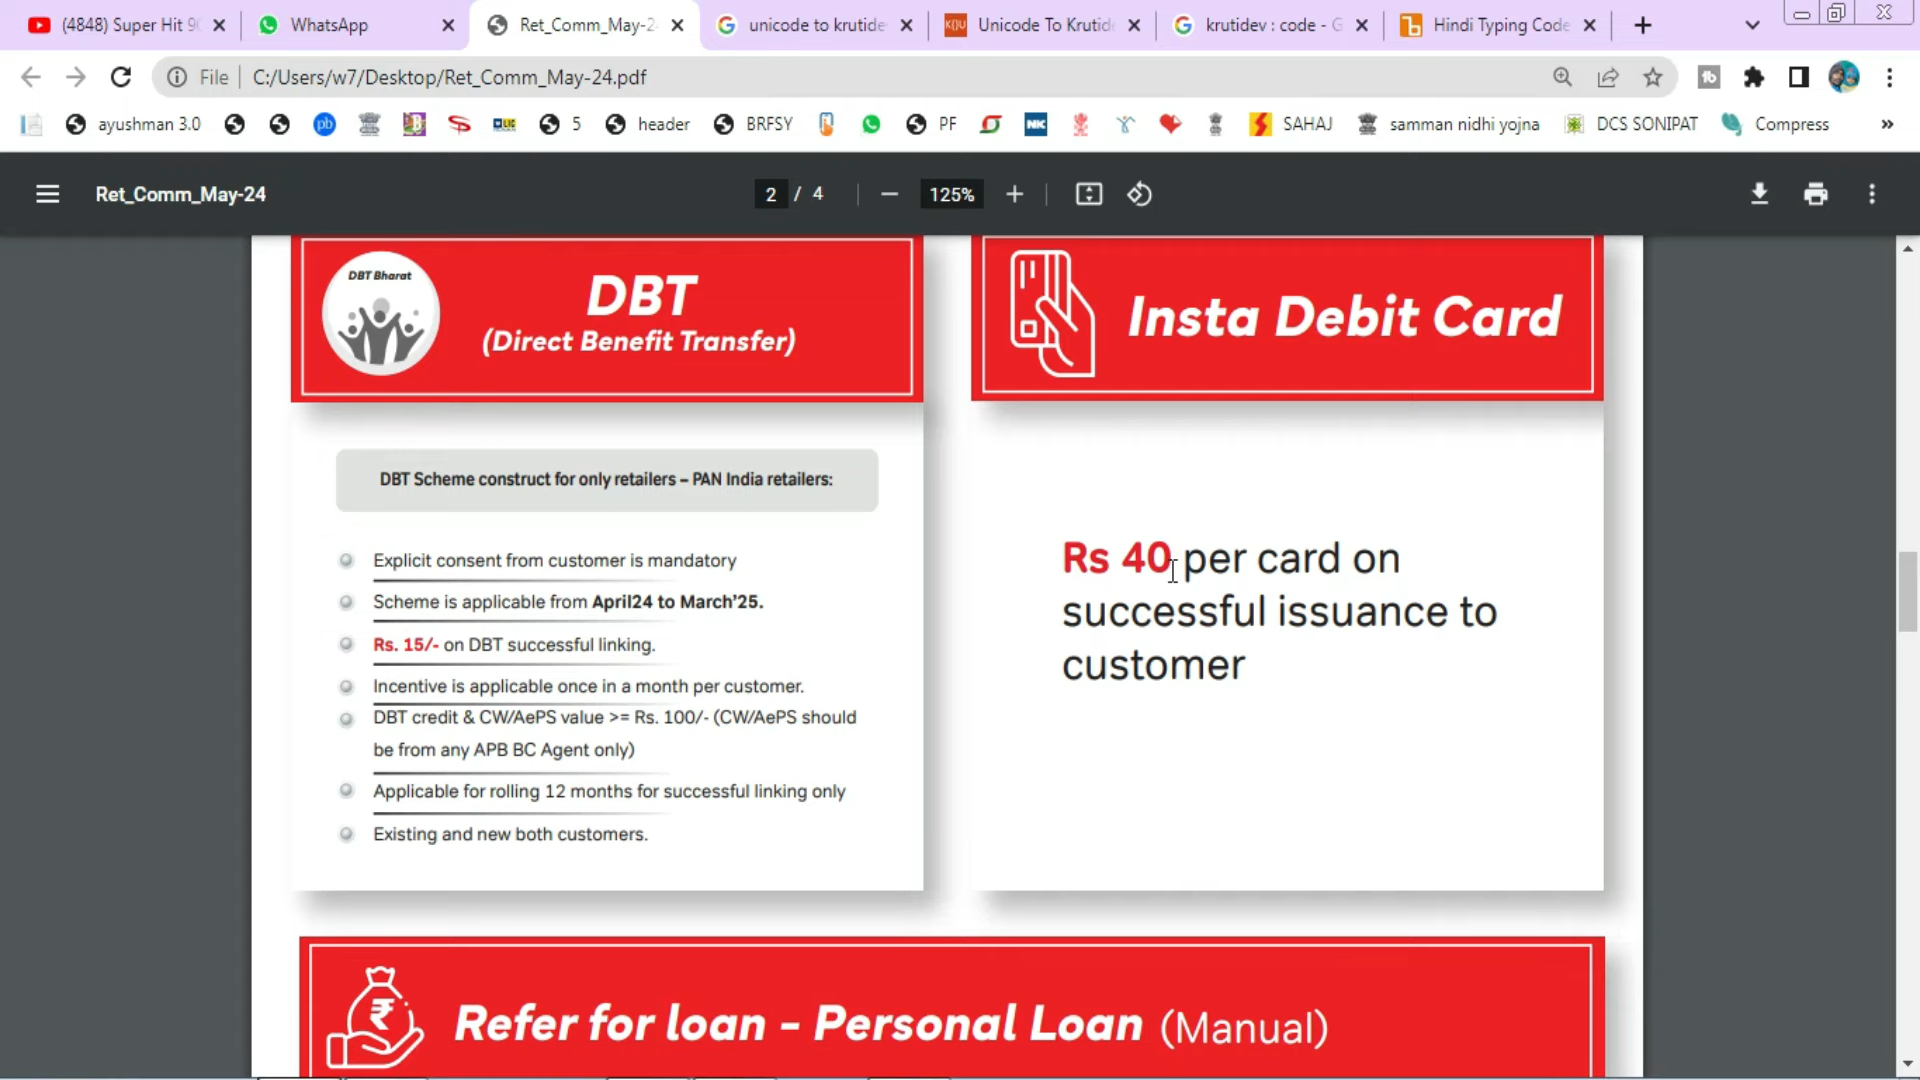 (4848) Super Hit 9
WhatsApp
Ret_Comm_May-2
unicode to krutide
Unicode To Krutide
krutidev : code - G
Hindi Typing Code
File
C:/Users/w7/Desktop/Ret_Comm_May-24.pdf
ayushman 3.0
pb
LIC
5
header
BRFSY
PF
NK
SAHAJ
samman nidhi yojna
DCS SONIPAT
Compress
»
Ret_Comm_May-24
2 / 4
125%
DBT Bharat
DBT
(Direct Benefit Transfer)
DBT Scheme construct for only retailers – PAN India retailers:
Explicit consent from customer is mandatory
Scheme is applicable from April24 to March'25.
Rs. 15/- on DBT successful linking.
Incentive is applicable once in a month per customer.
DBT credit & CW/AePS value >= Rs. 100/- (CW/AePS should
be from any APB BC Agent only)
Applicable for rolling 12 months for successful linking only
Existing and new both customers.
Insta Debit Card
Rs 40 per card on
successful issuance to
customer
₹
Refer for loan - Personal Loan (Manual)